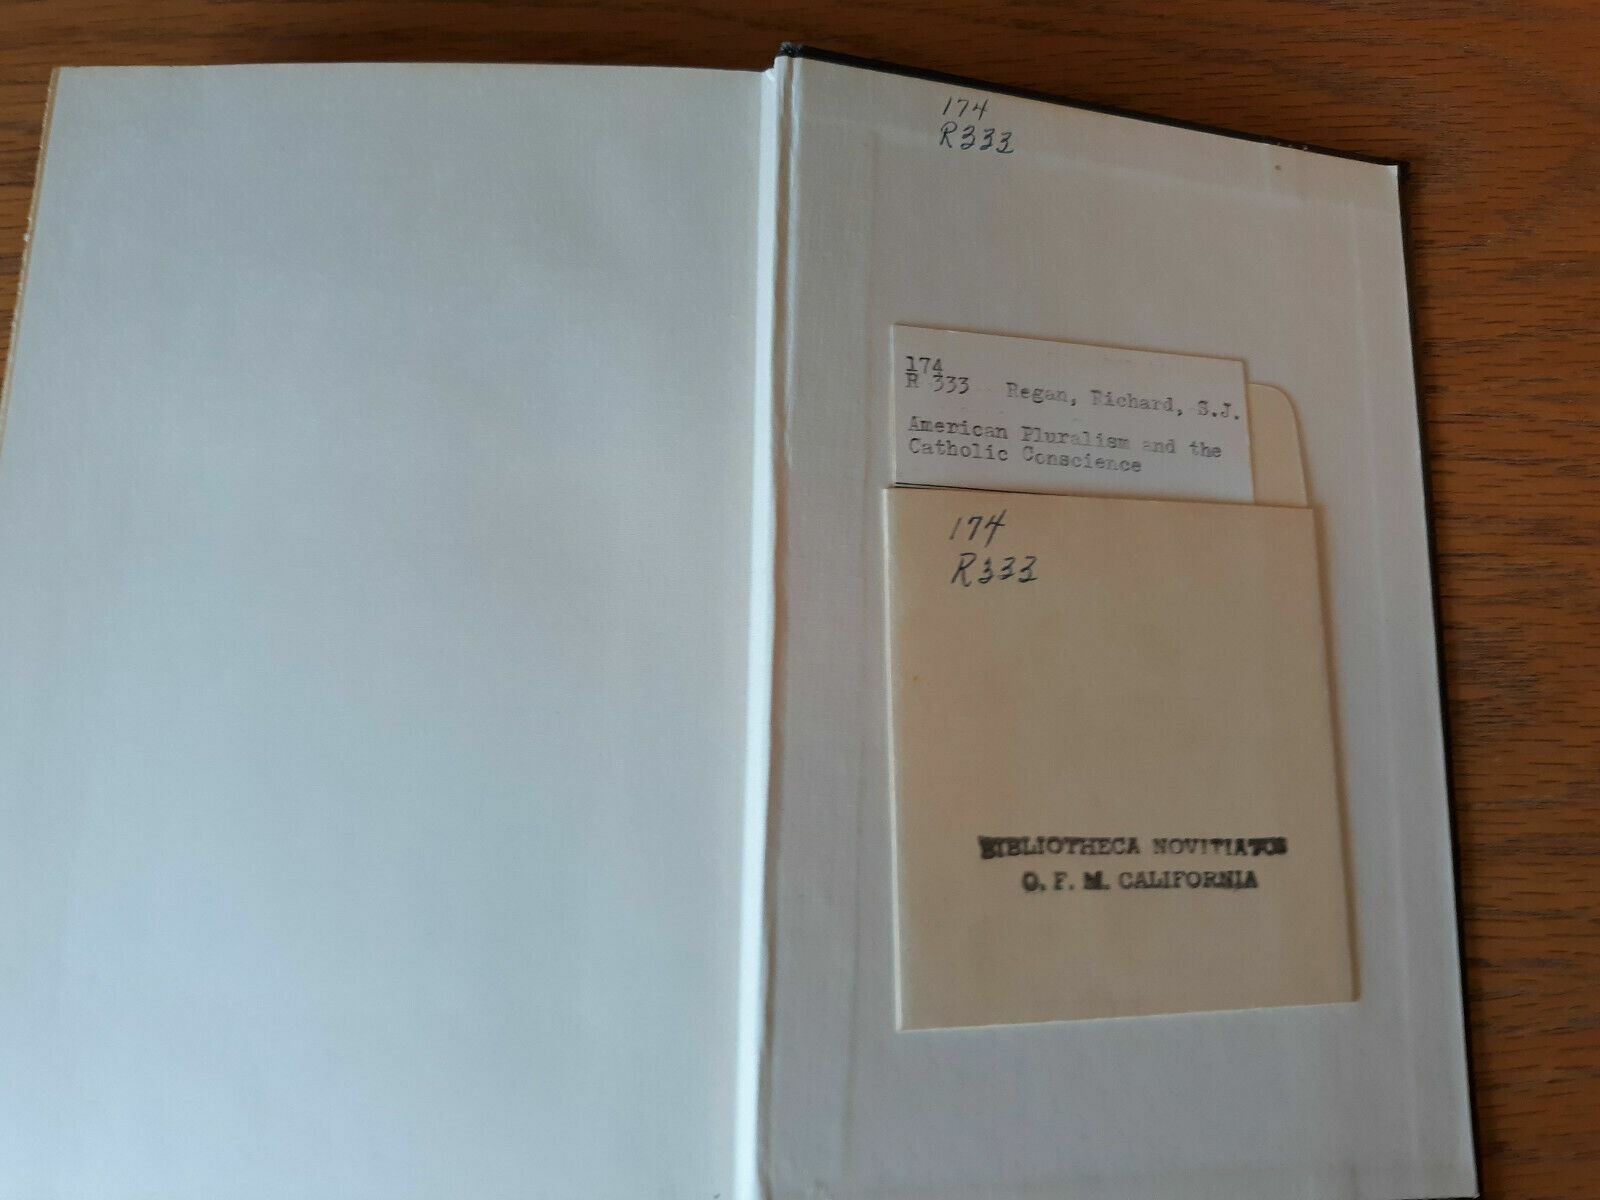 174
R333
174
R 333 Regan, Richard, S.J.
American Pluralism and the
Catholic Conscience
174
R333
BIBLIOTHECA NOVITIATUS
O. F. M. CALIFORNIA